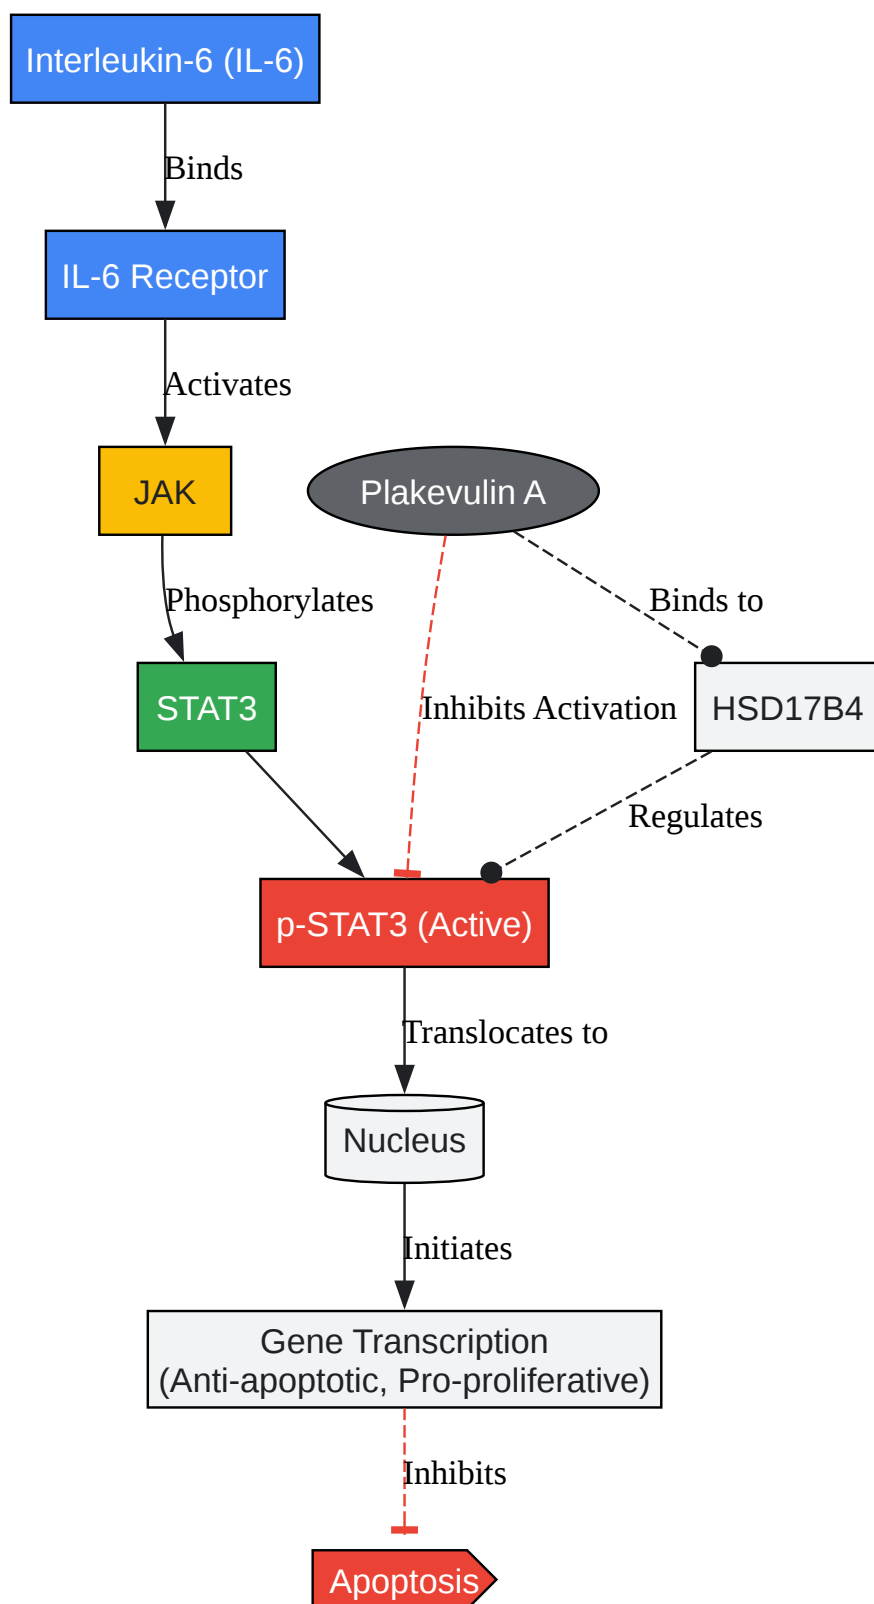 Interleukin-6 (IL-6)
Binds
IL-6 Receptor
Activates
JAK
Plakevulin A
Phosphorylates
Binds to
STAT3
Inhibits Activation
HSD17B4
Regulates
p-STAT3 (Active)
Translocates to
Nucleus
Initiates
Gene Transcription
(Anti-apoptotic, Pro-proliferative)
Inhibits
Apoptosis